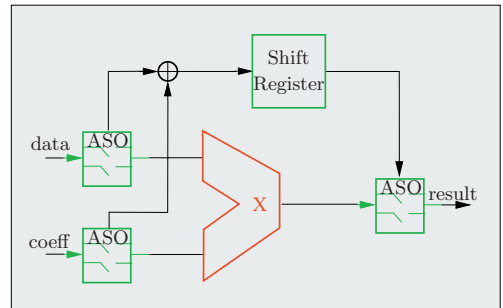 Shift
Register
ASO
data
ASO
result
X
ASO
coeff